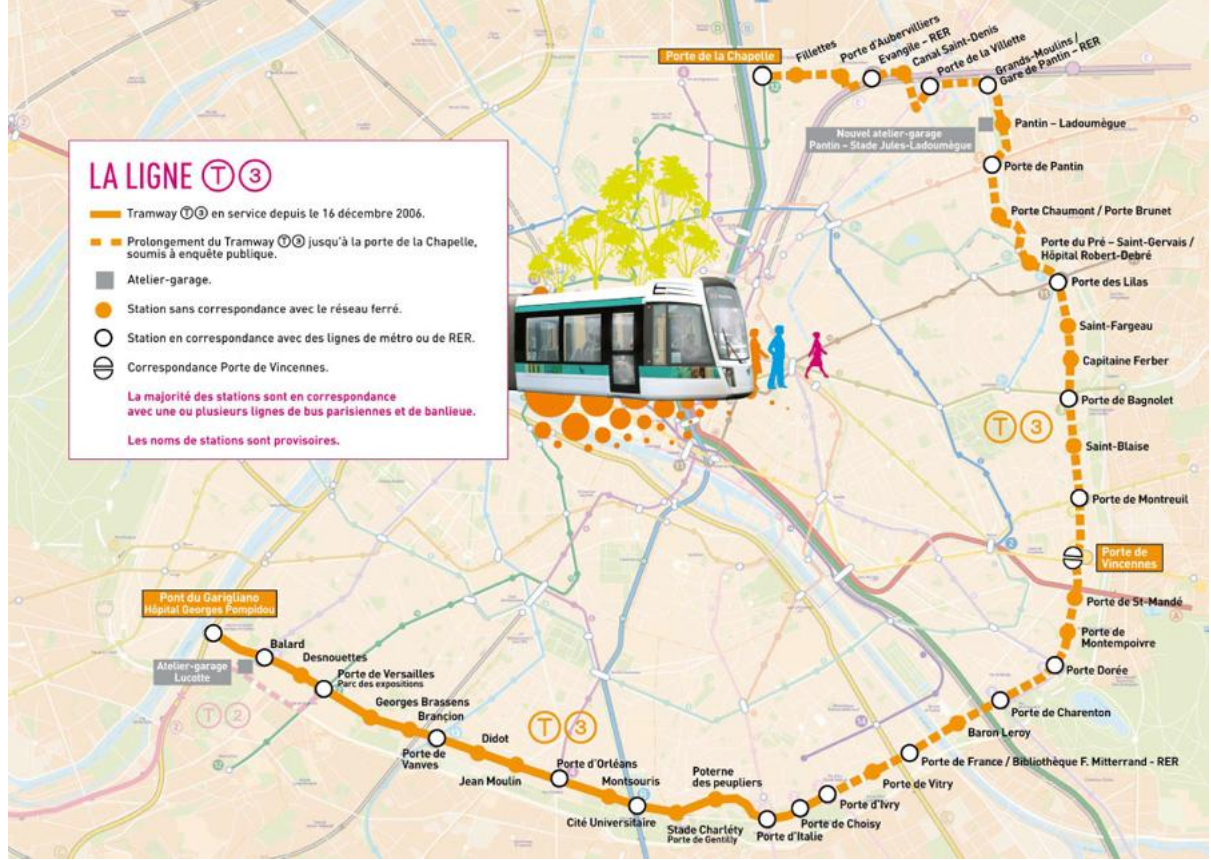 Porte de la Chapelle
Fillettes
Porte d'Aubervilliers
Evangile – RER
Canal Saint-Denis
Porte de la Villette
Grands-Moulins /
Gare de Pantin – RER
Nouvel atelier-garage
Pantin – Stade Jules-Ladoumègue
Pantin – Ladoumègue
Porte de Pantin
Porte Chaumont / Porte Brunet
Porte du Pré – Saint-Gervais /
Hôpital Robert-Debré
Porte des Lilas
Saint-Fargeau
Capitaine Ferber
Porte de Bagnolet
T 3
Saint-Blaise
Porte de Montreuil
Porte de
Vincennes
Porte de St-Mandé
Porte de
Montempoivre
Porte Dorée
Porte de Charenton
Baron Leroy
Porte de France / Bibliothèque F. Mitterrand - RER
Porte de Vitry
Porte d'Ivry
Porte de Choisy
Porte d'Italie
Poterne
des peupliers
Stade Charléty
Porte de Gentilly
Cité Universitaire
Montsouris
Porte d'Orléans
T 3
Jean Moulin
Didot
Porte de
Vanves
Brancion
Georges Brassens
Porte de Versailles
Parc des expositions
Desnouettes
Balard
Pont du Garigliano
Hôpital Georges Pompidou
Atelier-garage
Lucotte
T 2
LA LIGNE T 3
Tramway T 3 en service depuis le 16 décembre 2006.
Prolongement du Tramway T 3 jusqu'à la porte de la Chapelle,
soumis à enquête publique.
Atelier-garage.
Station sans correspondance avec le réseau ferré.
Station en correspondance avec des lignes de métro ou de RER.
Correspondance Porte de Vincennes.
La majorité des stations sont en correspondance
avec une ou plusieurs lignes de bus parisiennes et de banlieue.
Les noms de stations sont provisoires.